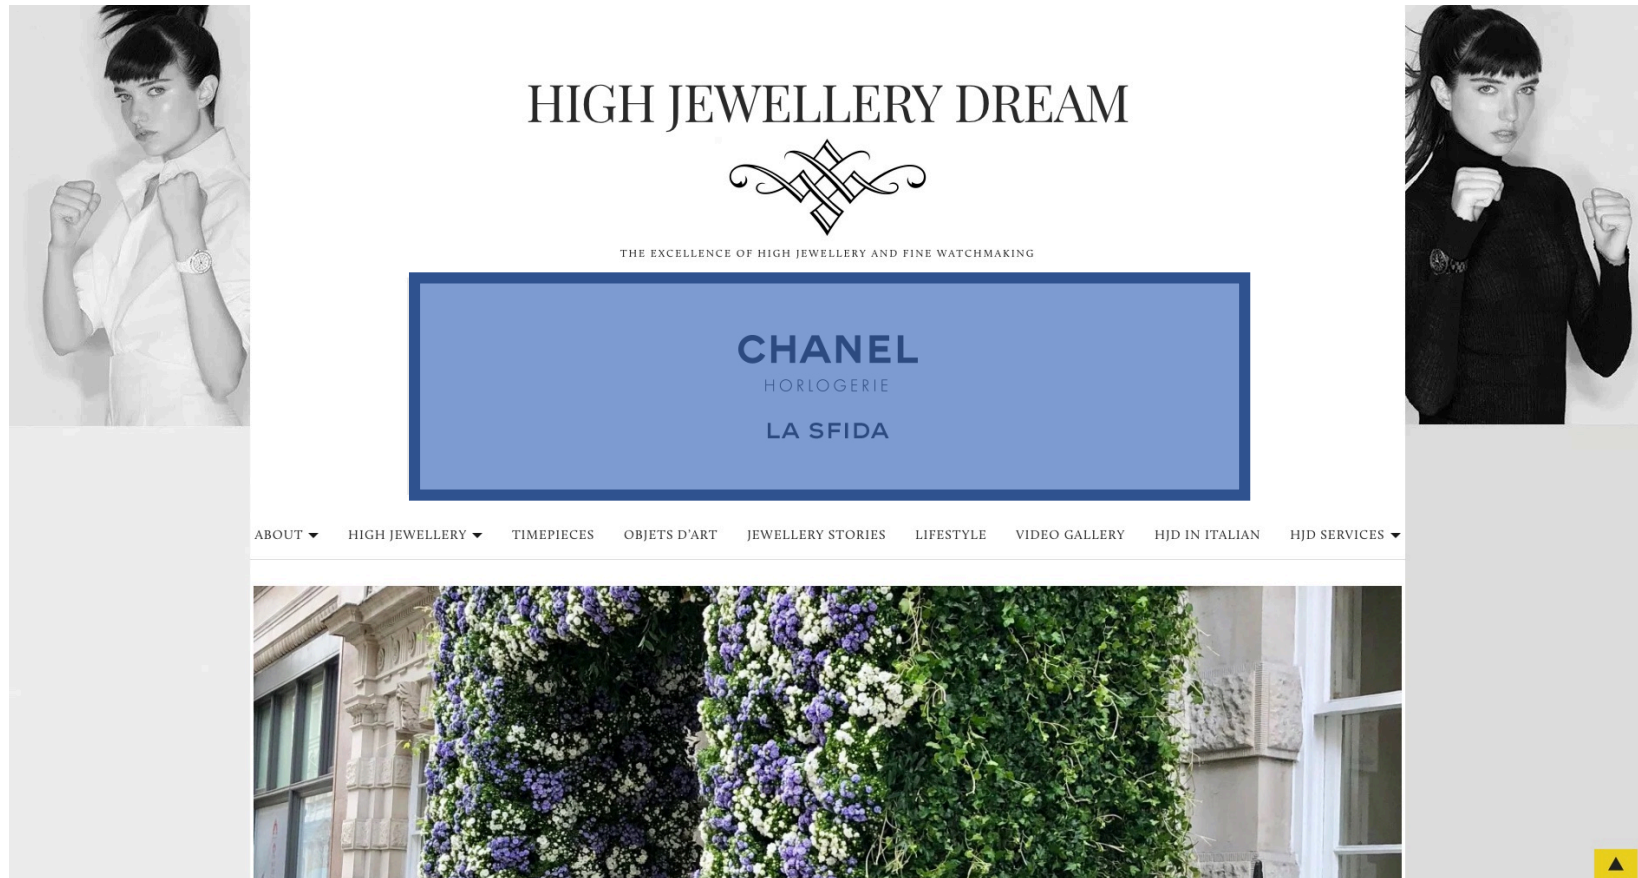 HIGH JEWELLERY DREAM
THE EXCELLENCE OF HIGH JEWELLERY AND FINE WATCHMAKING
CHANEL
HORLOGERIE
LA SFIDA
ABOUT HIGH JEWELLERY TIMEPIECES OBJETS D'ART JEWELLERY STORIES LIFESTYLE VIDEO GALLERY HJD IN ITALIAN HJD SERVICES